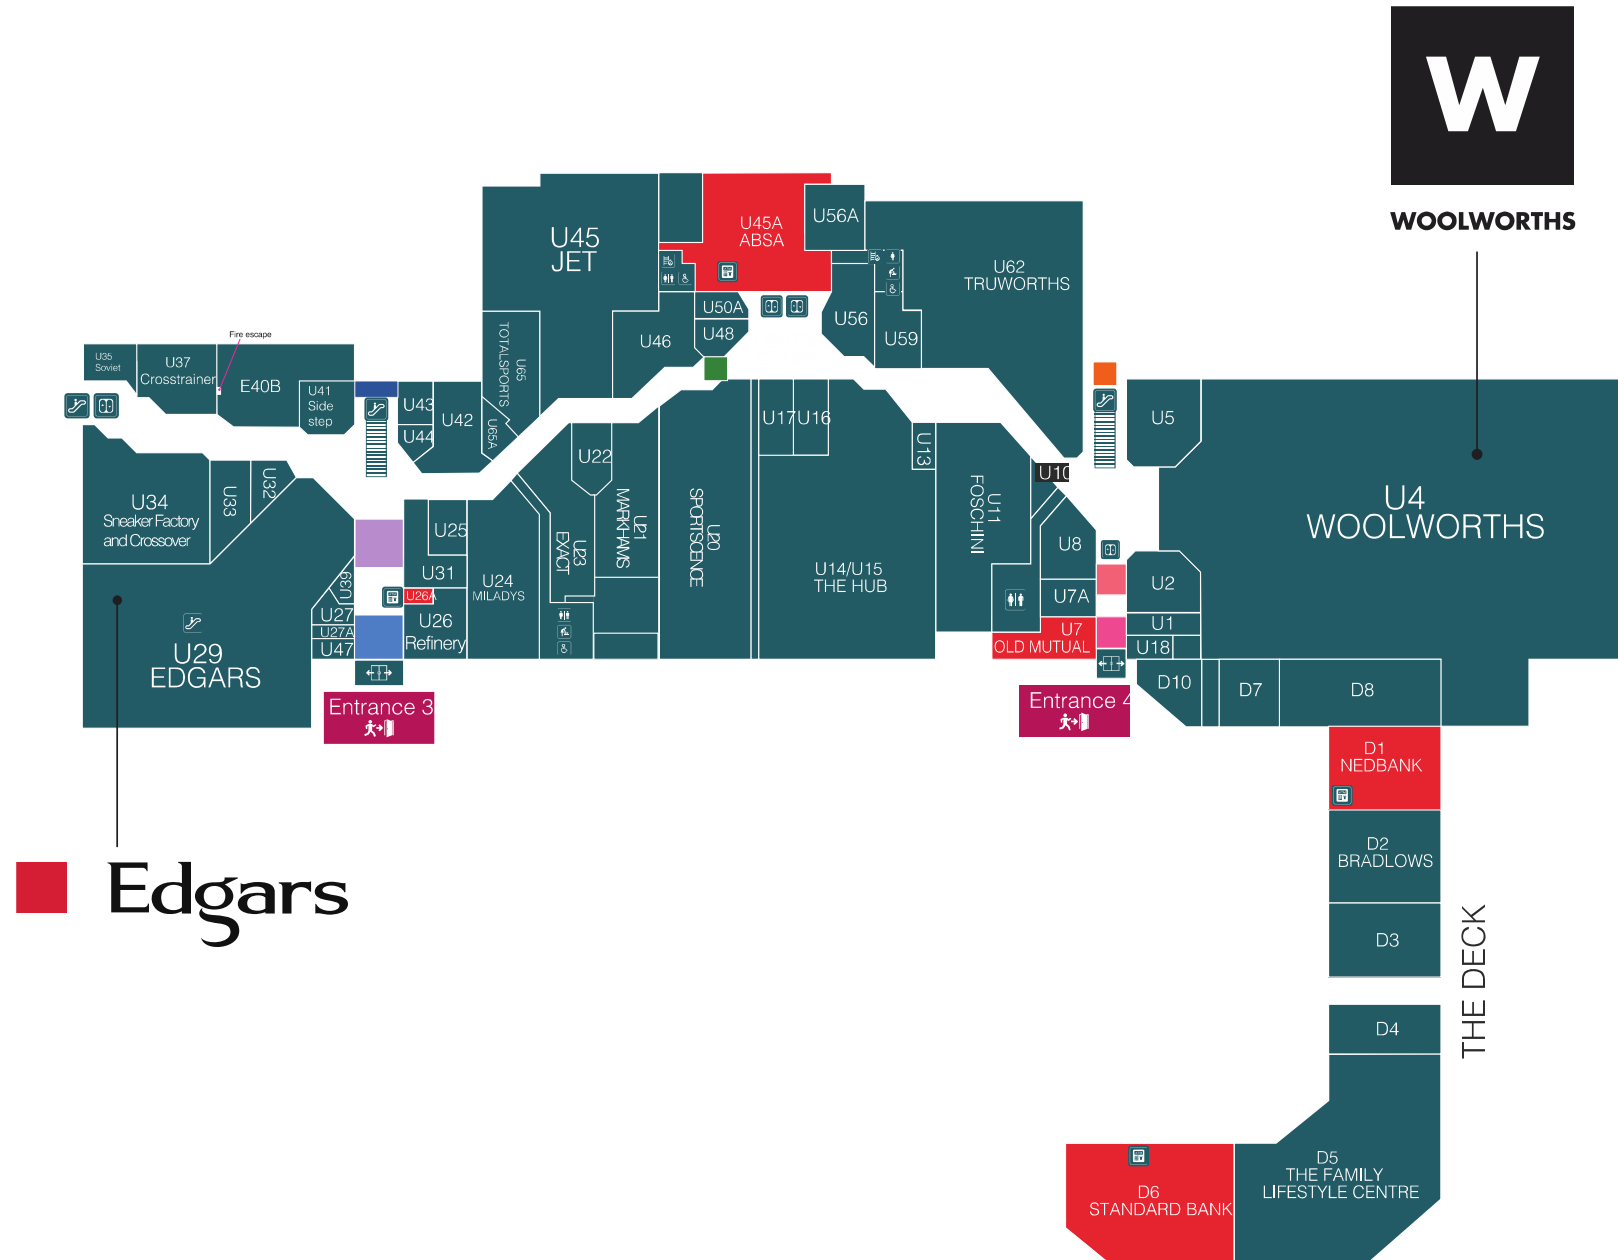 W
WOOLWORTHS
U45
JET
U45A
ABSA
U56A
U62
TRUWORTHS
U50A
U48
U46
U56
U59
Fire escape
U35
Soviet
U37
Crosstrainer
E40B
U41
Side
step
U43
U44
U42
U65
TOTALSPORTS
U65A
U17
U16
U13
U5
U10
U4
WOOLWORTHS
U34
Sneaker Factory
and Crossover
U33
U32
U22
U25
U31
U24
MILADYS
U23
EXACT
U21
MARKHAMS
U20
SPORTSCENCE
U14/U15
THE HUB
U11
FOSCHINI
U8
U7A
U7
OLD MUTUAL
U2
U1
U18
U39
U27
U27A
U47
U26A
U26
Refinery
U29
EDGARS
Entrance 3
Entrance 4
D10
D7
D8
D1
NEDBANK
D2
BRADLOWS
D3
THE DECK
D4
D5
THE FAMILY
LIFESTYLE CENTRE
D6
STANDARD BANK
Edgars